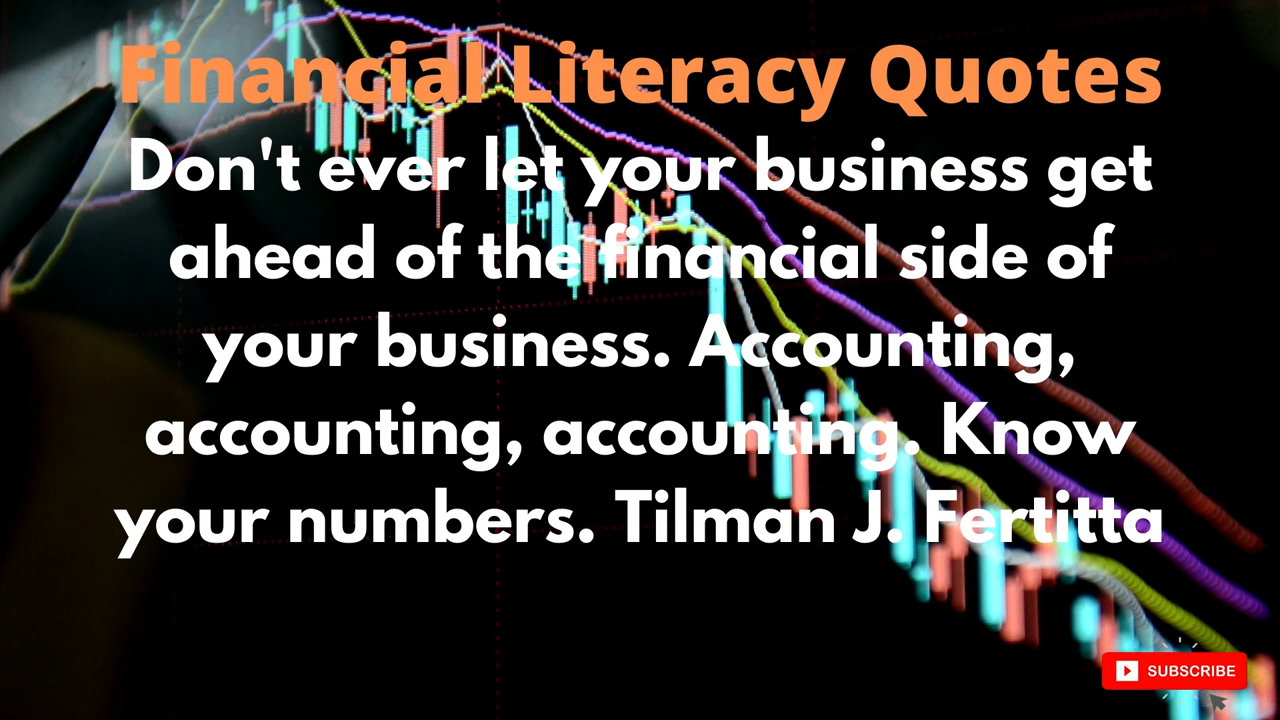 Financial Literacy Quotes
Don't ever let your business get
ahead of the financial side of
your business. Accounting,
accounting, accounting. Know
your numbers. Tilman J. Fertitta
SUBSCRIBE